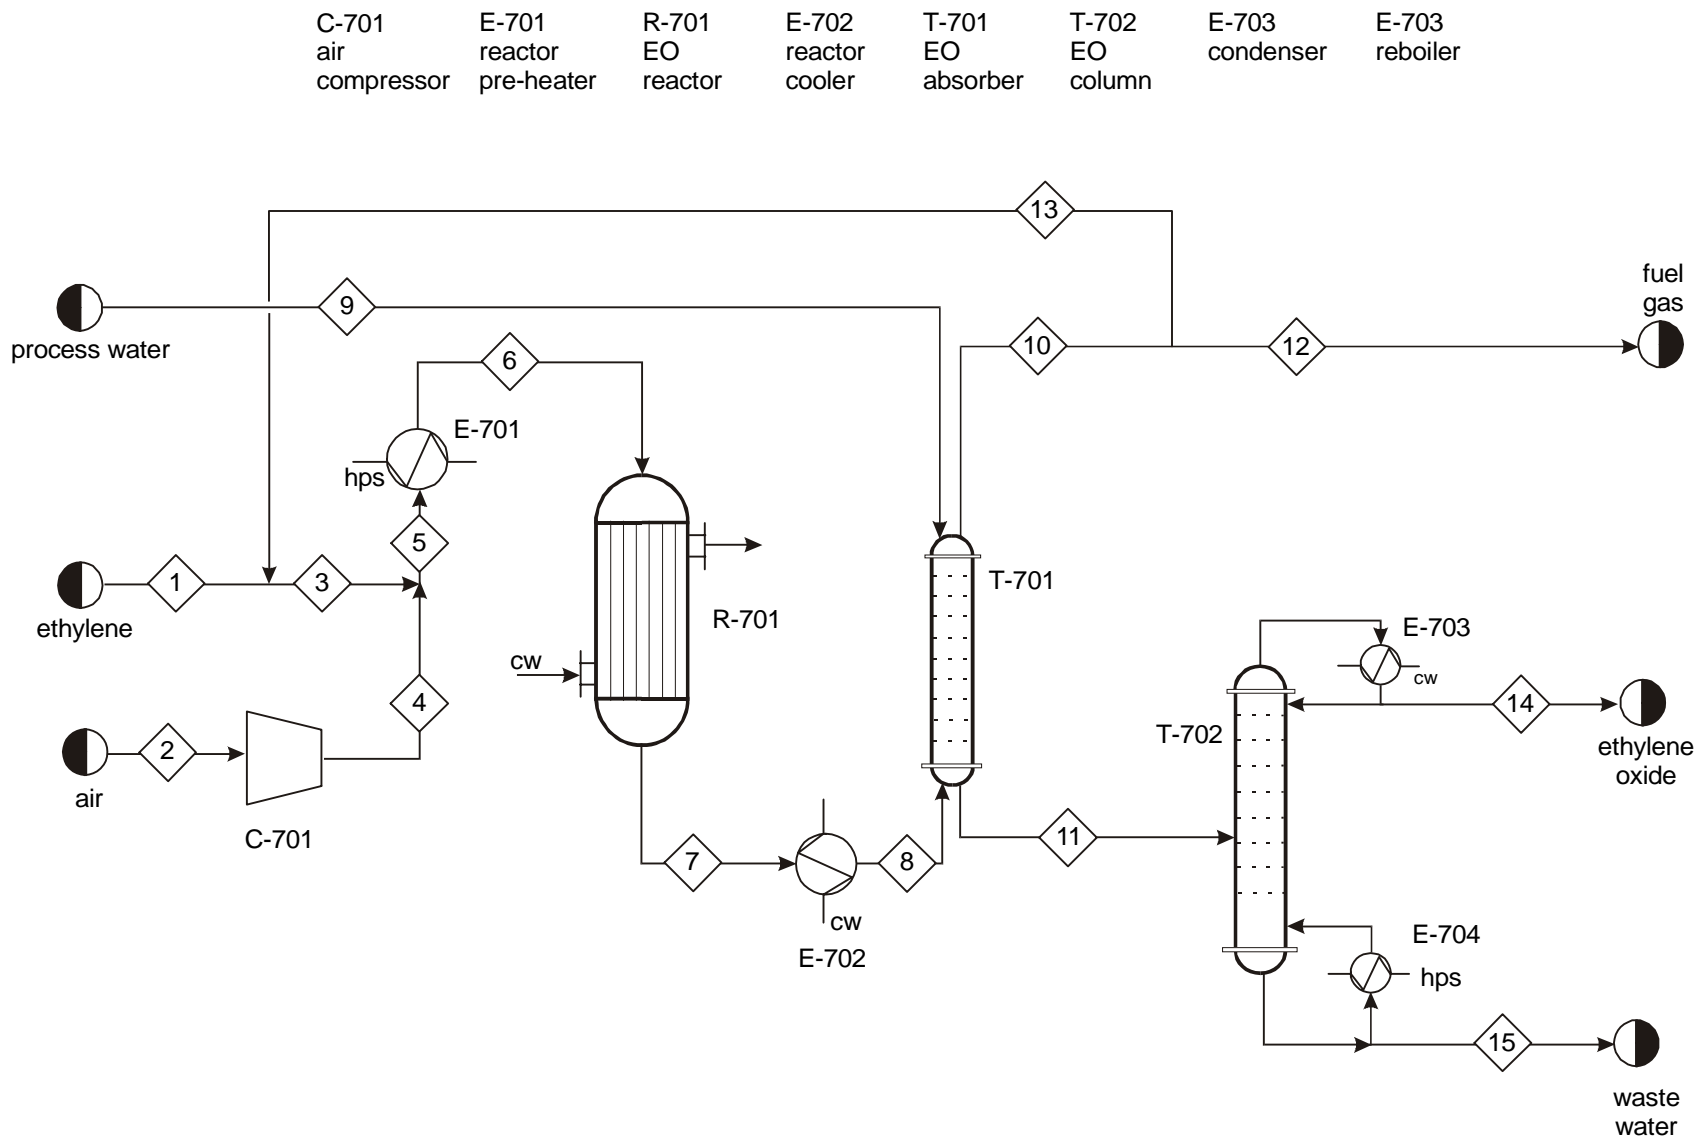 C-701 E-701 R-701 E-702 T-701 T-702 E-703 E-703
air reactor EO reactor EO EO condenser reboiler
compressor pre-heater reactor cooler absorber column
13
fuel
gas
9
process water
10
12
6
E-701
hps
5
T-701
1
3
ethylene
R-701
E-703
cw
cw
4
14
T-702
2
ethylene
oxide
air
C-701
11
7
8
cw
E-702
E-704
hps
15
waste
water